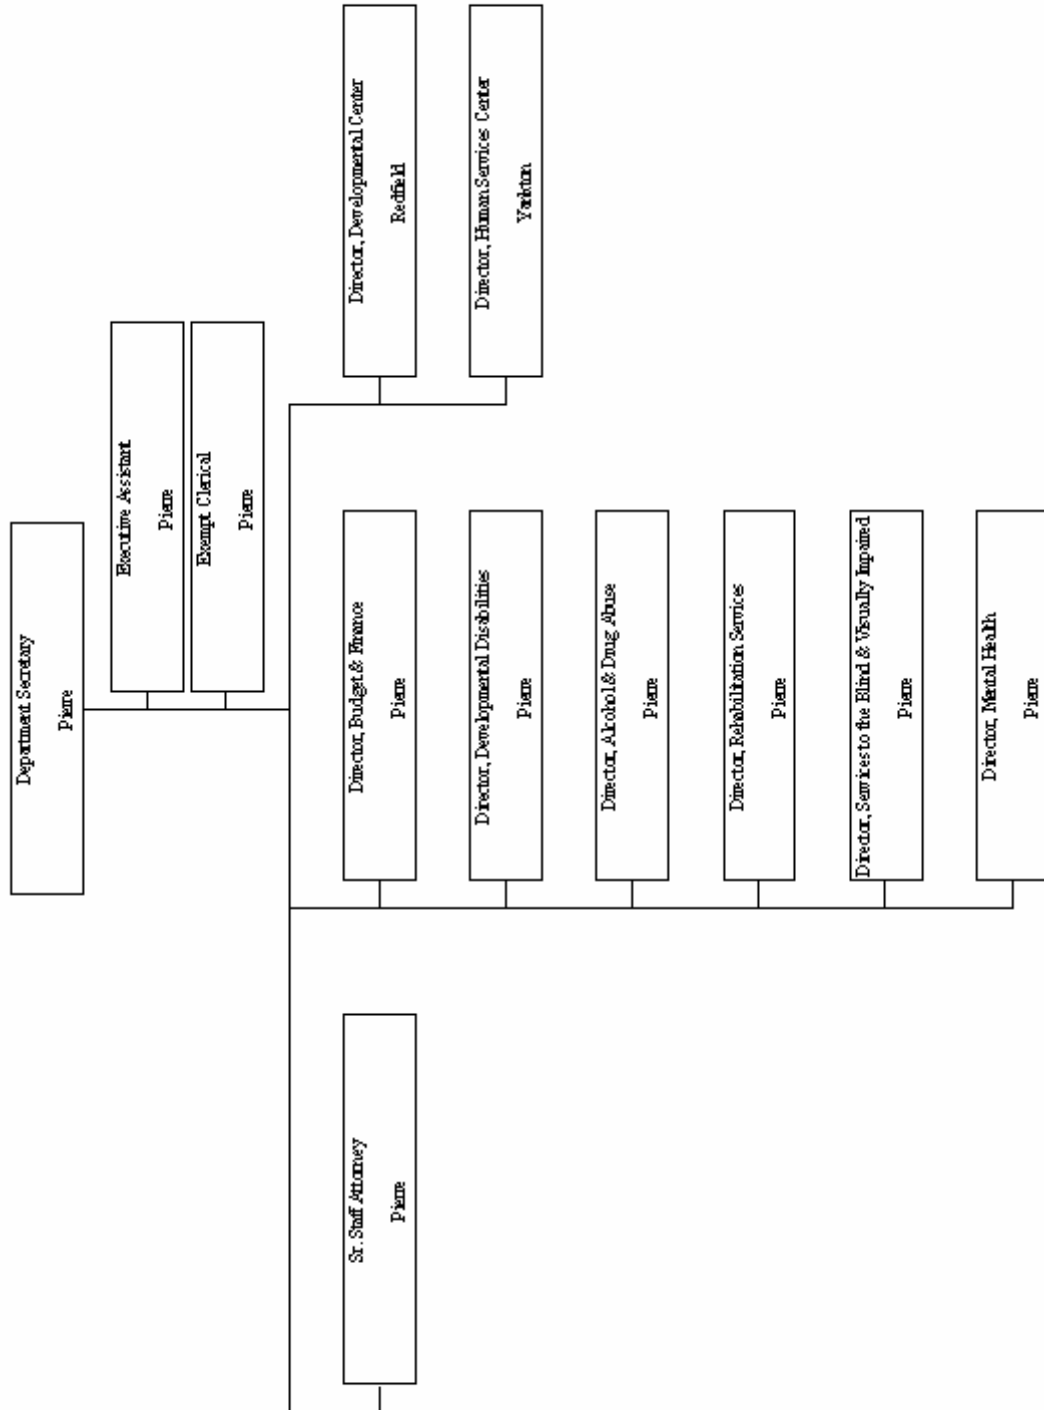 Department Secretary
Pierre
Executive Assistant
Pierre
Exempt Clerical
Pierre
Sr. Staff Attorney
Pierre
Director, Budget & Finance
Pierre
Director, Developmental Disabilities
Pierre
Director, Alcohol & Drug Abuse
Pierre
Director, Rehabilitation Services
Pierre
Director, Services to the Blind & Visually Impaired
Pierre
Director, Mental Health
Pierre
Director, Developmental Center
Redfield
Director, Human Services Center
Yankton